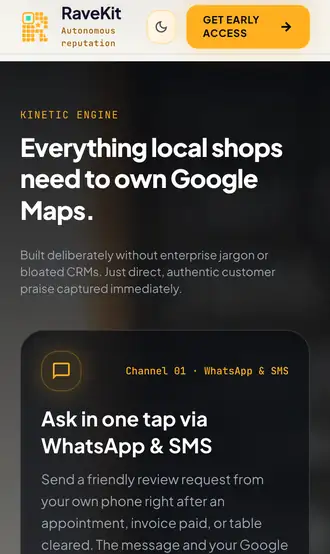 RaveKit
Autonomous
reputation
GET EARLY
ACCESS
KINETIC ENGINE
Everything local shops
need to own Google
Maps.
Built deliberately without enterprise jargon or
bloated CRMs. Just direct, authentic customer
praise captured immediately.
Channel 01 · WhatsApp & SMS
Ask in one tap via
WhatsApp & SMS
Send a friendly review request from
your own phone right after an
appointment, invoice paid, or table
cleared. The message and your Google